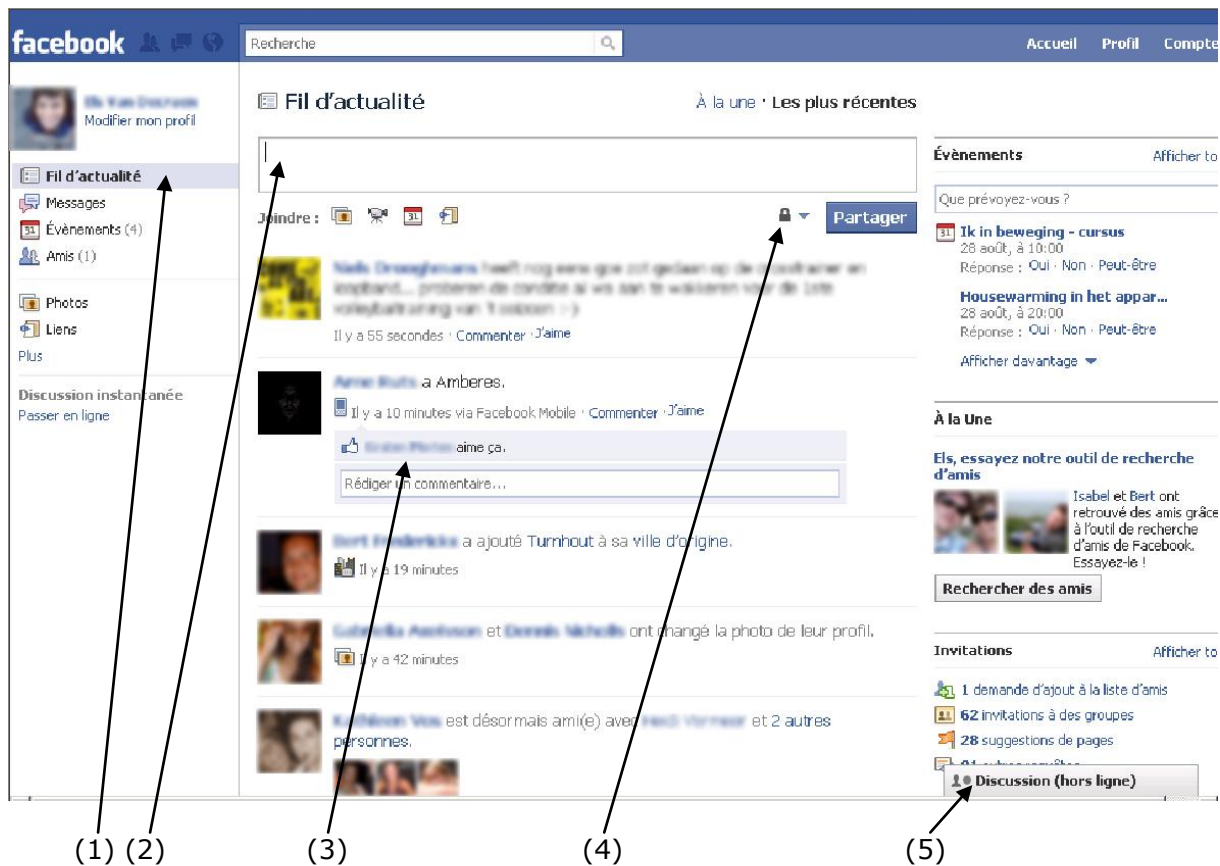 facebook
Recherche
Accueil Profil Compte
Modifier mon profil
Fil d'actualité
Messages
Évènements (4)
Amis (1)
Photos
Liens
Plus
Discussion instantanée
Passer en ligne
Fil d'actualité
À la une · Les plus récentes
Joindre :
31
Partager
Il y a 55 secondes · Commenter · J'aime
a Amberes.
Il y a 10 minutes via Facebook Mobile · Commenter · J'aime
aime ça.
Rédiger un commentaire...
a ajouté Turnhout à sa ville d'origine.
Il y a 19 minutes
et
ont changé la photo de leur profil.
Il y a 42 minutes
est désormais ami(e) avec
et 2 autres
personnes.
Évènements
Afficher to
Que prévoyez-vous ?
31 Ik in beweging - cursus
28 août, à 10:00
Réponse : Oui · Non · Peut-être
Housewarming in het appar...
28 août, à 20:00
Réponse : Oui · Non · Peut-être
Afficher davantage
À la Une
Els, essayez notre outil de recherche
d'amis
Isabel et Bert ont
retrouvé des amis grâce
à l'outil de recherche
d'amis de Facebook.
Essayez-le !
Rechercher des amis
Invitations
Afficher to
1 demande d'ajout à la liste d'amis
62 invitations à des groupes
28 suggestions de pages
Discussion (hors ligne)
(1) (2) (3) (4) (5)